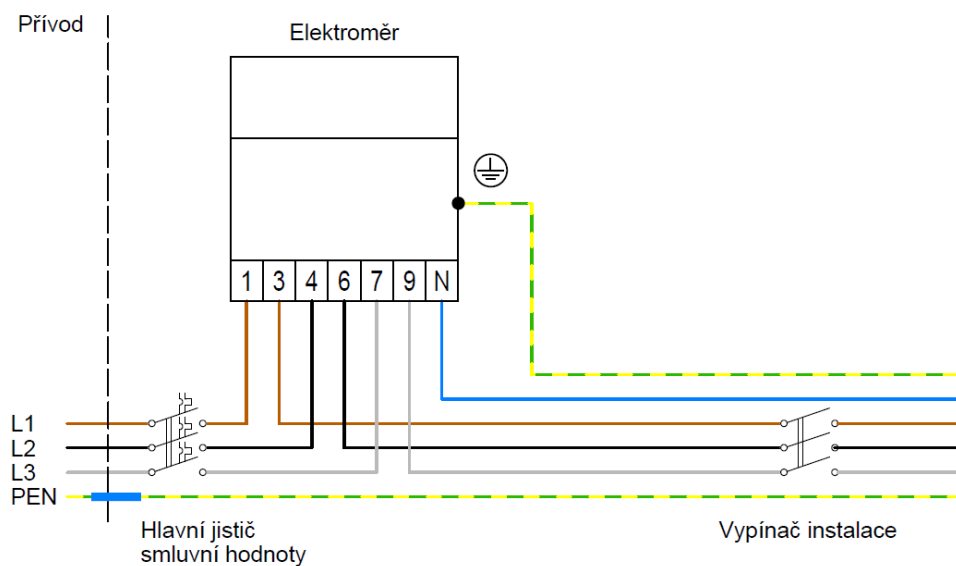 Přívod
Elektroměr
1 3 4 6 7 9 N
L1
L2
L3
PEN
Hlavní jistič
smluvní hodnoty
Vypínač instalace